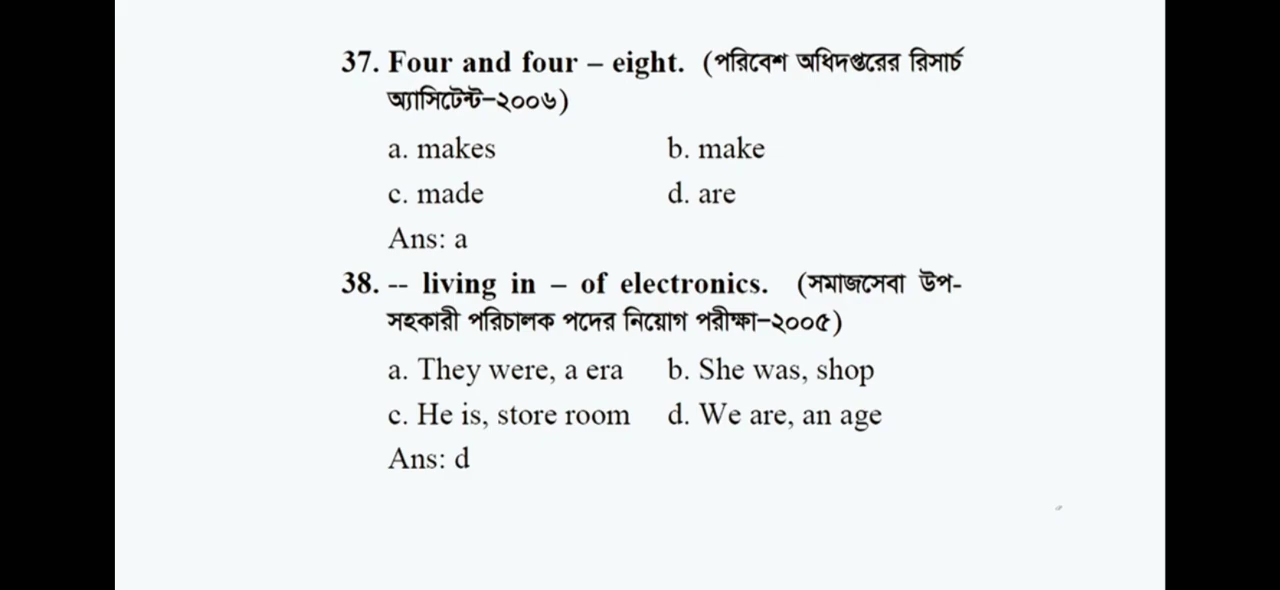 37. Four and four – eight. (পরিবেশ অধিদপ্তরের রিসার্চ
অ্যাসিটেন্ট–২০০৬)
a. makes b. make
c. made d. are
Ans: a
38. -- living in – of electronics. (সমাজসেবা উপ-
সহকারী পরিচালক পদের নিয়োগ পরীক্ষা–২০০৫)
a. They were, a era b. She was, shop
c. He is, store room d. We are, an age
Ans: d